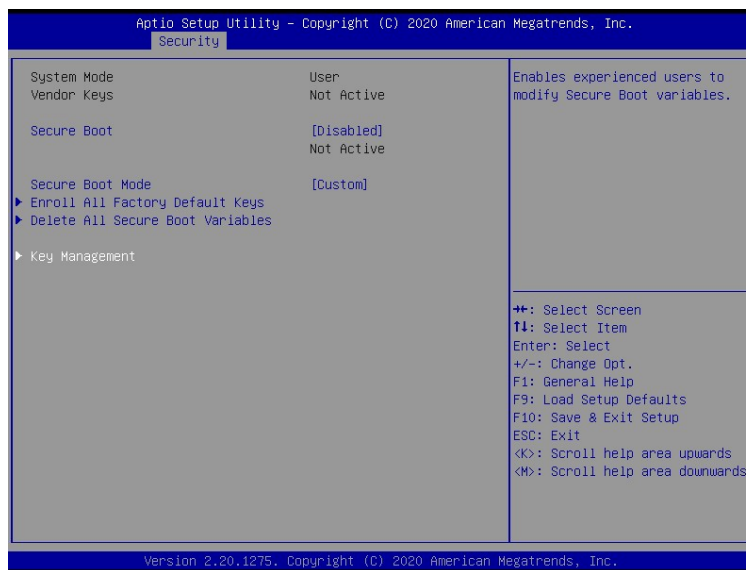 Aptio Setup Utility – Copyright (C) 2020 American Megatrends, Inc.
Security
System Mode User
Vendor Keys Not Active
Secure Boot [Disabled]
Not Active
Secure Boot Mode [Custom]
Enroll All Factory Default Keys
Delete All Secure Boot Variables
Key Management
Enables experienced users to
modify Secure Boot variables.
→←: Select Screen
↑↓: Select Item
Enter: Select
+/-: Change Opt.
F1: General Help
F9: Load Setup Defaults
F10: Save & Exit Setup
ESC: Exit
<K>: Scroll help area upwards
<M>: Scroll help area downwards
Version 2.20.1275. Copyright (C) 2020 American Megatrends, Inc.